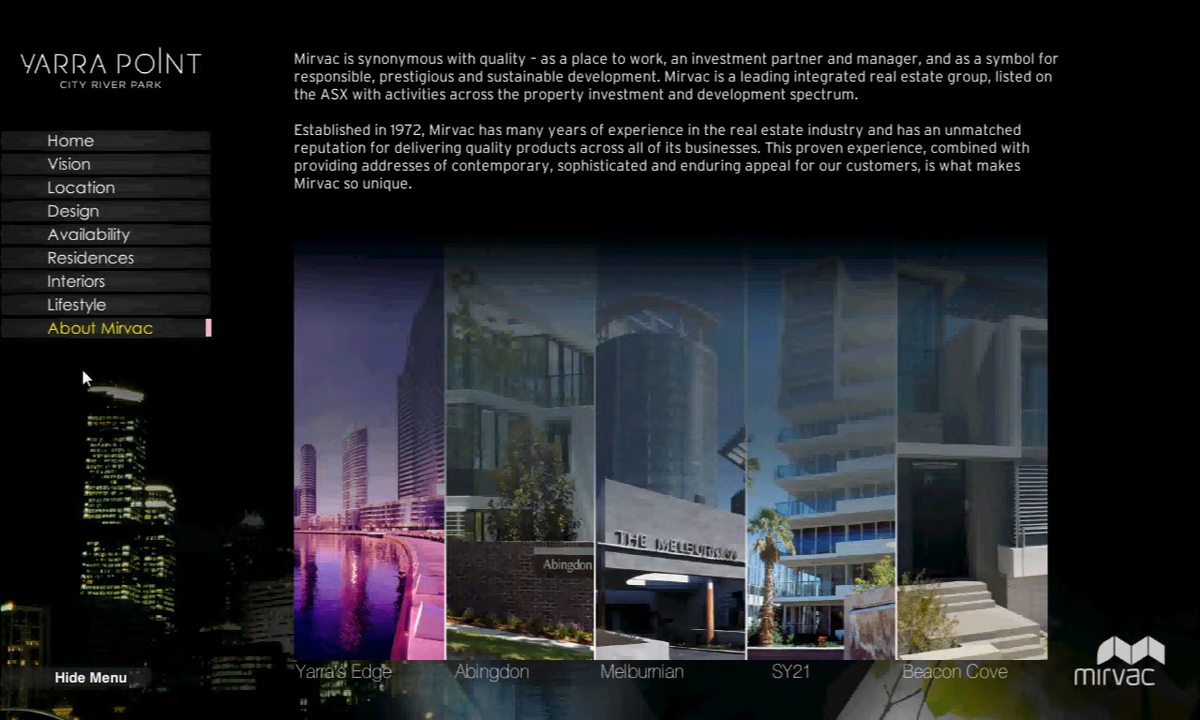 YARRA POINT
CITY RIVER PARK
Home
Vision
Location
Design
Availability
Residences
Interiors
Lifestyle
About Mirvac
Hide Menu
Mirvac is synonymous with quality – as a place to work, an investment partner and manager, and as a symbol for
responsible, prestigious and sustainable development. Mirvac is a leading integrated real estate group, listed on
the ASX with activities across the property investment and development spectrum.
Established in 1972, Mirvac has many years of experience in the real estate industry and has an unmatched
reputation for delivering quality products across all of its businesses. This proven experience, combined with
providing addresses of contemporary, sophisticated and enduring appeal for our customers, is what makes
Mirvac so unique.
Abingdon
THE MELBURNIAN
Yarra's Edge
Abingdon
Melburnian
SY21
Beacon Cove
mirvac